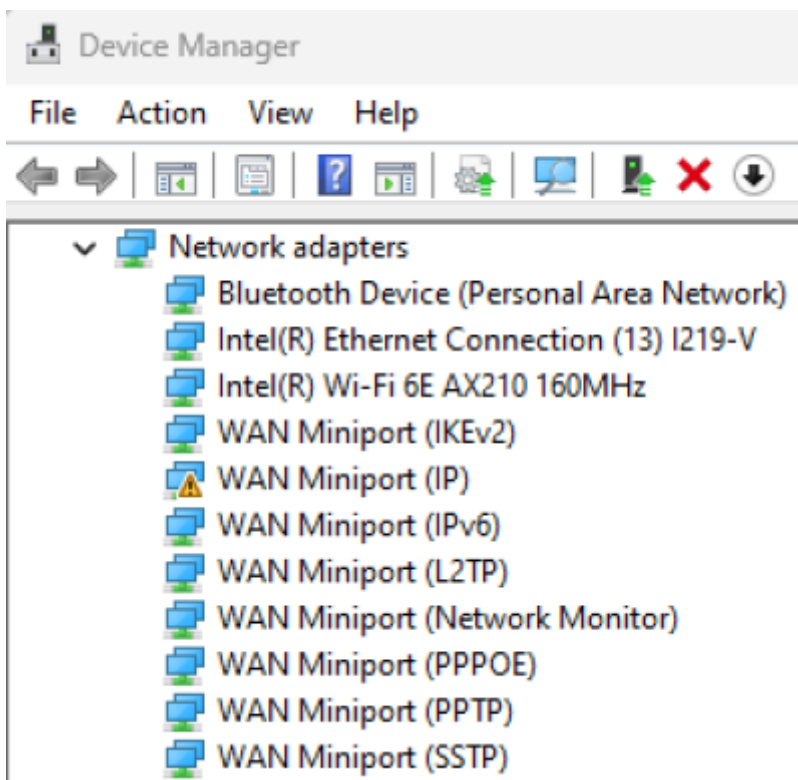 Device Manager
File Action View Help
Network adapters
Bluetooth Device (Personal Area Network)
Intel(R) Ethernet Connection (13) I219-V
Intel(R) Wi-Fi 6E AX210 160MHz
WAN Miniport (IKEv2)
WAN Miniport (IP)
WAN Miniport (IPv6)
WAN Miniport (L2TP)
WAN Miniport (Network Monitor)
WAN Miniport (PPPOE)
WAN Miniport (PPTP)
WAN Miniport (SSTP)